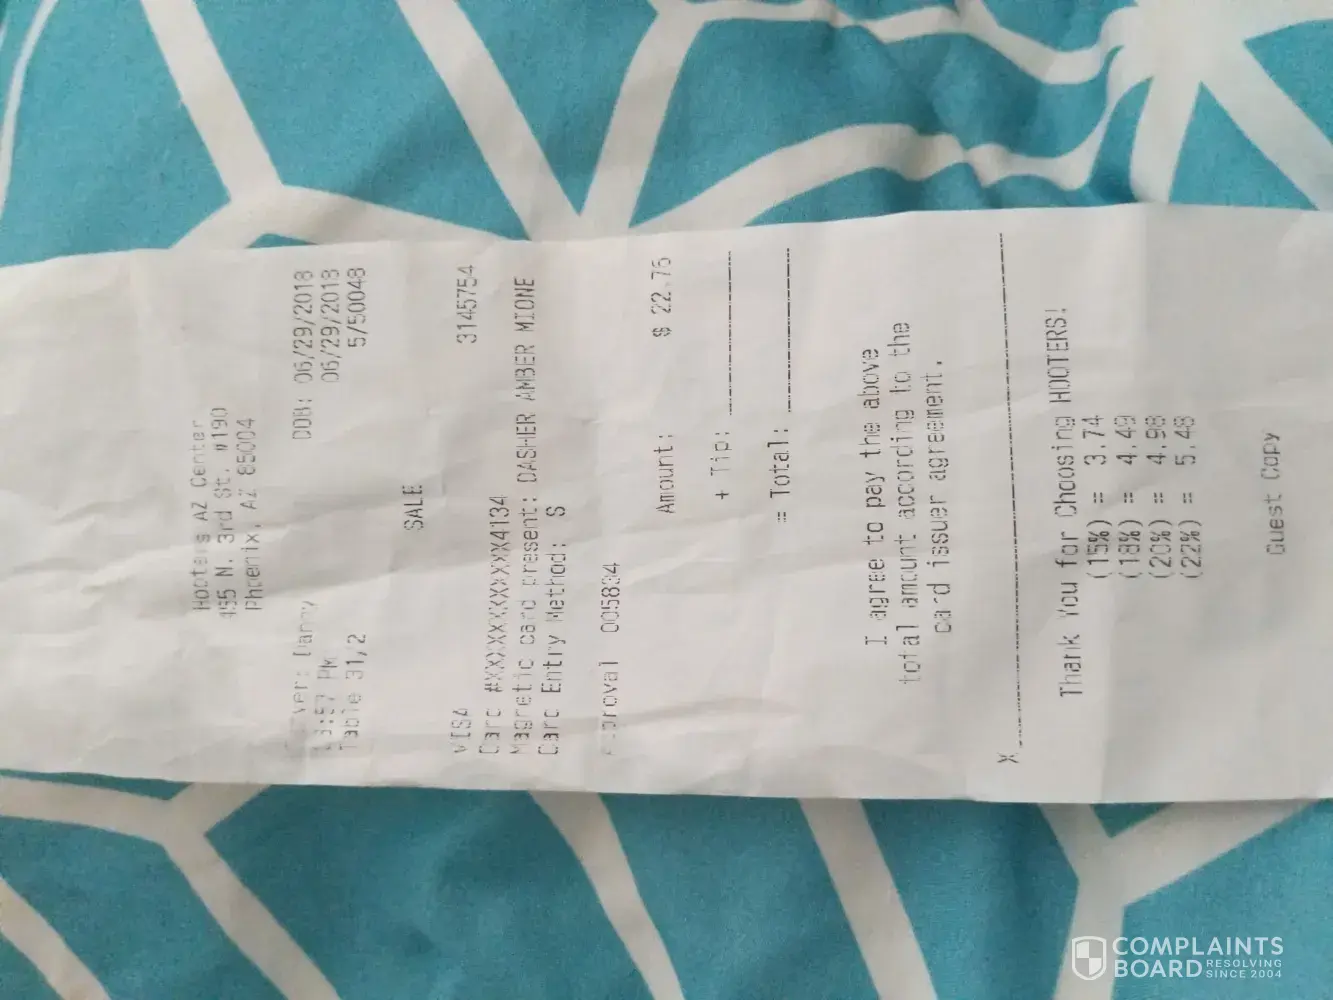 Hooters AZ Center
455 N. 3rd St. #190
Phoenix, AZ 85004
DOB: 06/29/2018
:57 PM 06/29/2018
Table 31/2 5/50048
SALE
VISA 3145754
Card #XXXXXXXXXXXX4134
Magnetic card present: DASHER AMBER MIONE
Card Entry Method: S
Approval 005834
Amount: $ 22.76
+ Tip:
= Total:
I agree to pay the above
total amount according to the
card issuer agreement.
X
Thank You for Choosing HOOTERS!
(15%) = 3.74
(18%) = 4.49
(20%) = 4.98
(22%) = 5.48
Guest Copy
COMPLAINTS
BOARD RESOLVING
SINCE 2004